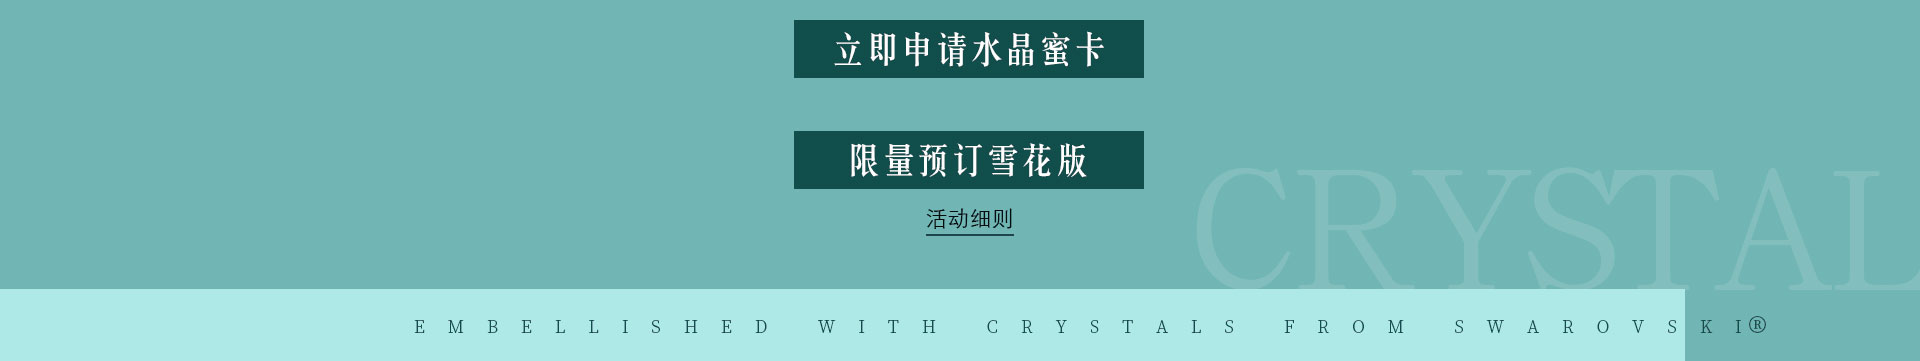 立即申请水晶蜜卡
限量预订雪花版
活动细则
CRYSTAL
EMBELLISHED WITH CRYSTALS FROM SWAROVSKI®